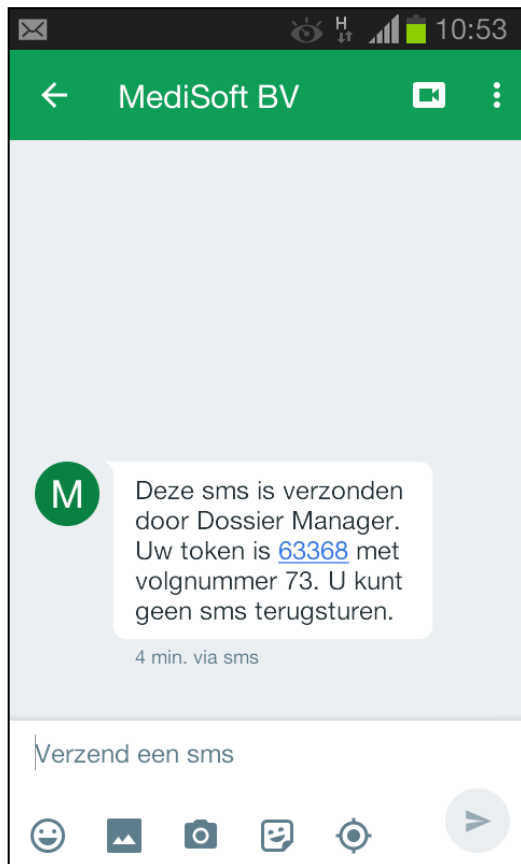 H 10:53
MediSoft BV
M
Deze sms is verzonden
door Dossier Manager.
Uw token is 63368 met
volgnummer 73. U kunt
geen sms terugsturen.
4 min. via sms
Verzend een sms